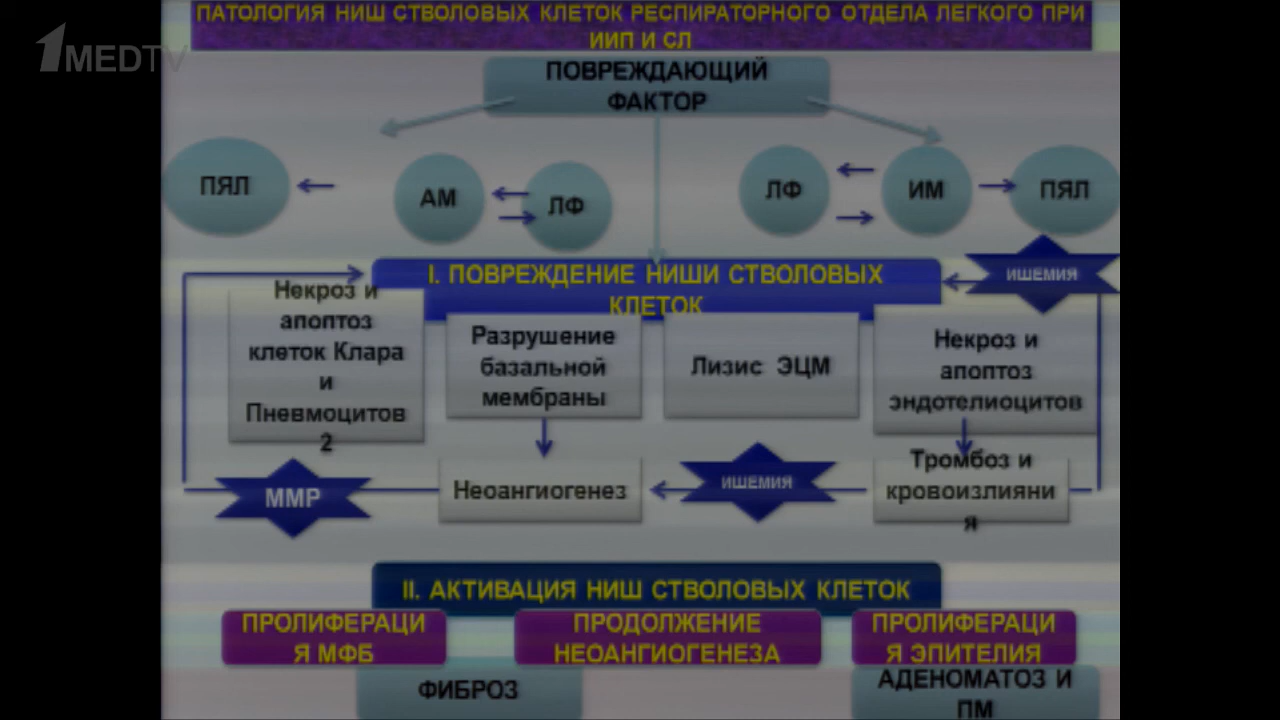 ПАТОЛОГИЯ НИШ СТВОЛОВЫХ КЛЕТОК РЕСПИРАТОРНОГО ОТДЕЛА ЛЕГКОГО ПРИ
ИИП И СЛ
1MEDTV
ПОВРЕЖДАЮЩИЙ
ФАКТОР
ПЯЛ
АМ
ЛФ
ЛФ
ИМ
ПЯЛ
ИШЕМИЯ
I. ПОВРЕЖДЕНИЕ НИШИ СТВОЛОВЫХ
КЛЕТОК
Некроз и
апоптоз
клеток Клара
и
Пневмоцитов
2
Разрушение
базальной
мембраны
Лизис ЭЦМ
Некроз и
апоптоз
эндотелиоцитов
ММР
Неоангиогенез
ИШЕМИЯ
Тромбоз и
кровоизлияни
я
II. АКТИВАЦИЯ НИШ СТВОЛОВЫХ КЛЕТОК
ПРОЛИФЕРАЦИ
Я МФБ
ПРОДОЛЖЕНИЕ
НЕОАНГИОГЕНЕЗА
ПРОЛИФЕРАЦИ
Я ЭПИТЕЛИЯ
ФИБРОЗ
АДЕНОМАТОЗ И
ПМ